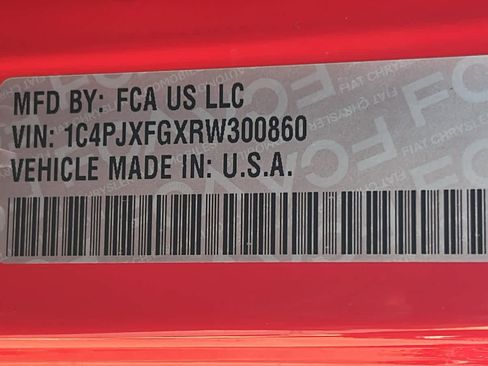 MFD BY: FCA US LLC
VIN: 1C4PJXFGXRW300860
VEHICLE MADE IN: U.S.A.